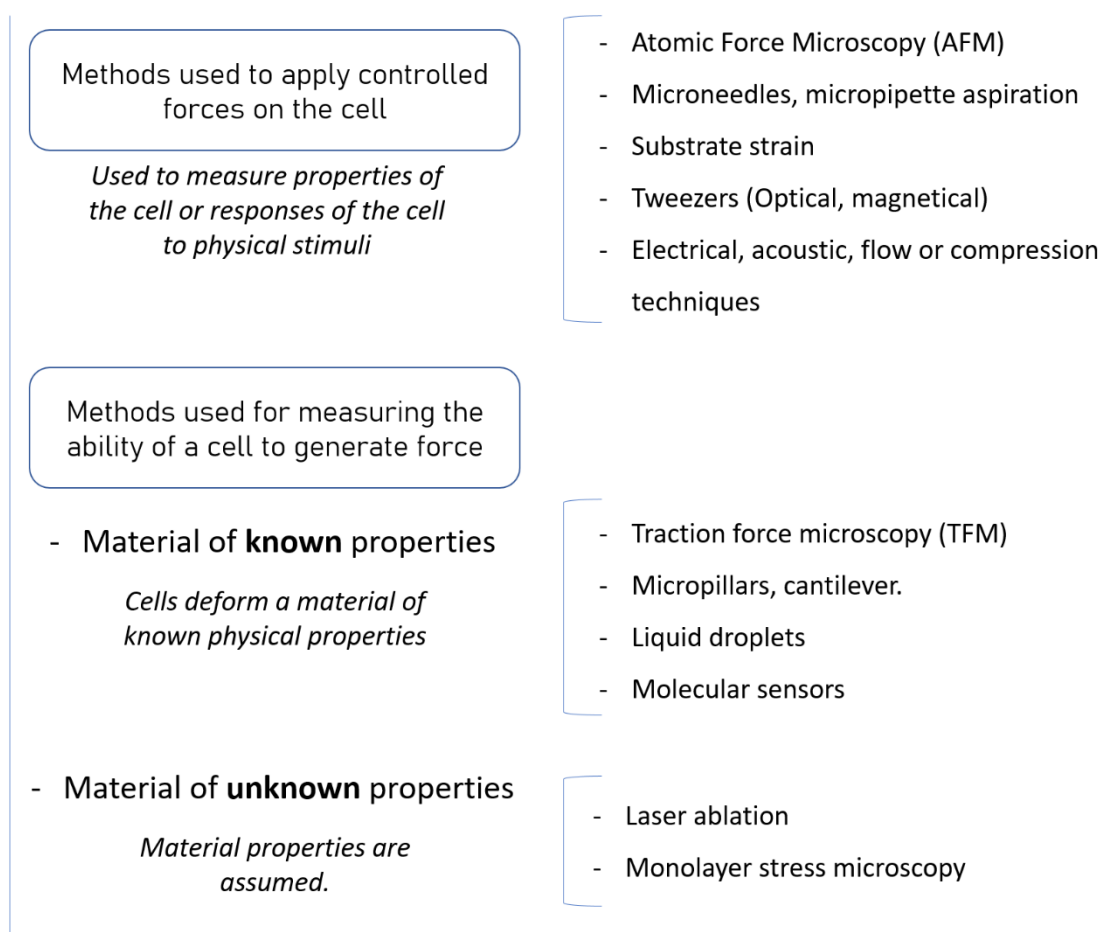 Methods used to apply controlled
forces on the cell
Used to measure properties of
the cell or responses of the cell
to physical stimuli
- Atomic Force Microscopy (AFM)
- Microneedles, micropipette aspiration
- Substrate strain
- Tweezers (Optical, magnetical)
- Electrical, acoustic, flow or compression
techniques
Methods used for measuring the
ability of a cell to generate force
- Material of known properties
Cells deform a material of
known physical properties
- Traction force microscopy (TFM)
- Micropillars, cantilever.
- Liquid droplets
- Molecular sensors
- Material of unknown properties
Material properties are
assumed.
- Laser ablation
- Monolayer stress microscopy